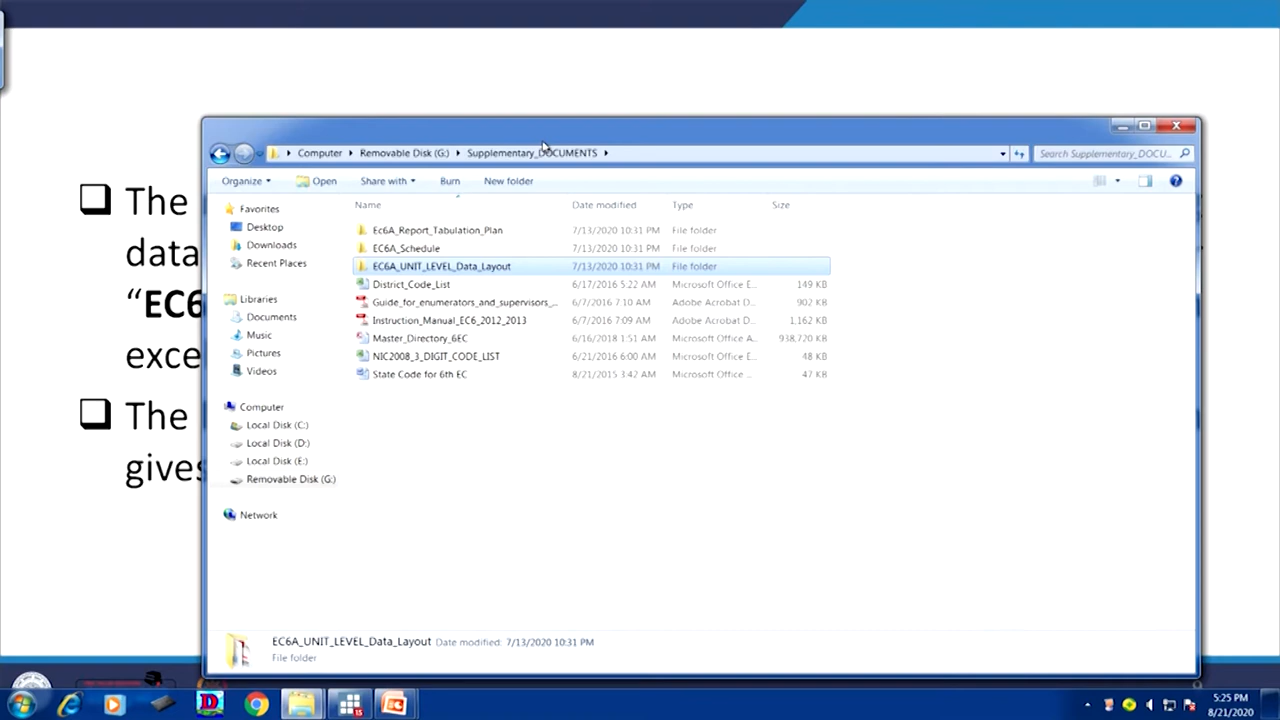 Computer Removable Disk (G:) Supplementary_DOCUMENTS
Search Supplementary_DOCU...
Organize Open Share with Burn New folder
Name Date modified Type Size
Favorites
Desktop
Downloads
Recent Places
Libraries
Documents
Music
Pictures
Videos
Computer
Local Disk (C:)
Local Disk (D:)
Local Disk (E:)
Removable Disk (G:)
Network
Ec6A_Report_Tabulation_Plan 7/13/2020 10:31 PM File folder
EC6A_Schedule 7/13/2020 10:31 PM File folder
EC6A_UNIT_LEVEL_Data_Layout 7/13/2020 10:31 PM File folder
District_Code_List 6/17/2016 5:22 AM Microsoft Office E... 149 KB
Guide_for_enumerators_and_supervisors_... 6/7/2016 7:10 AM Adobe Acrobat D... 902 KB
Instruction_Manual_EC6_2012_2013 6/7/2016 7:09 AM Adobe Acrobat D... 1,162 KB
Master_Directory_6EC 6/16/2018 1:51 AM Microsoft Office A... 938,720 KB
NIC2008_3_DIGIT_CODE_LIST 6/21/2016 6:00 AM Microsoft Office E... 48 KB
State Code for 6th EC 8/21/2015 3:42 AM Microsoft Office ... 47 KB
EC6A_UNIT_LEVEL_Data_Layout Date modified: 7/13/2020 10:31 PM
File folder
The
data
“EC6
exce
The
gives
15
5:25 PM
8/21/2020